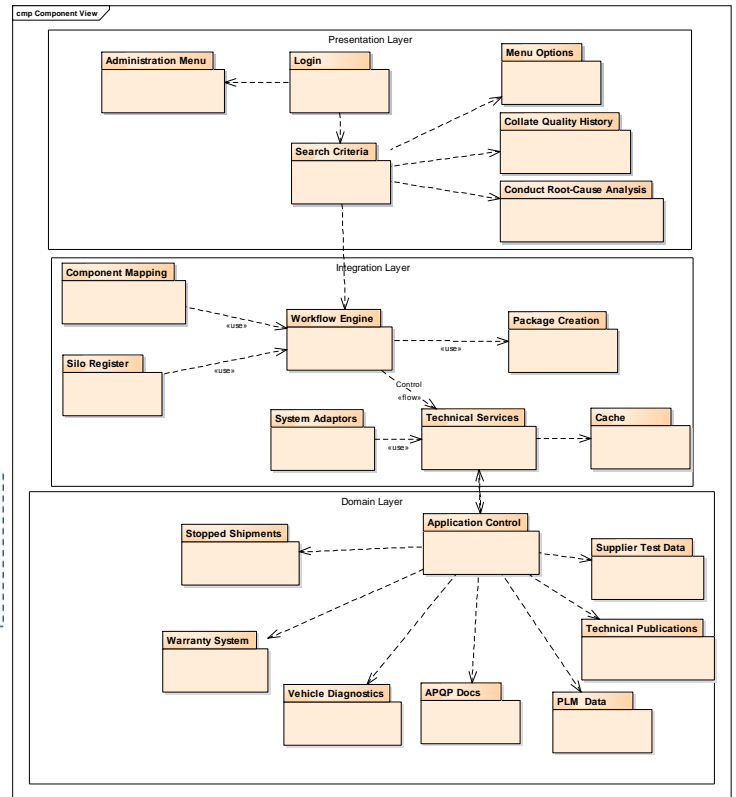 cmp Component View
Presentation Layer
Administration Menu
Login
Menu Options
Collate Quality History
Search Criteria
Conduct Root-Cause Analysis
Integration Layer
Component Mapping
Workflow Engine
Package Creation
«use»
«use»
Silo Register
«use»
Control
«flow»
System Adaptors
Technical Services
Cache
«use»
Domain Layer
Application Control
Stopped Shipments
Supplier Test Data
Technical Publications
Warranty System
Vehicle Diagnostics
APQP Docs
PLM Data